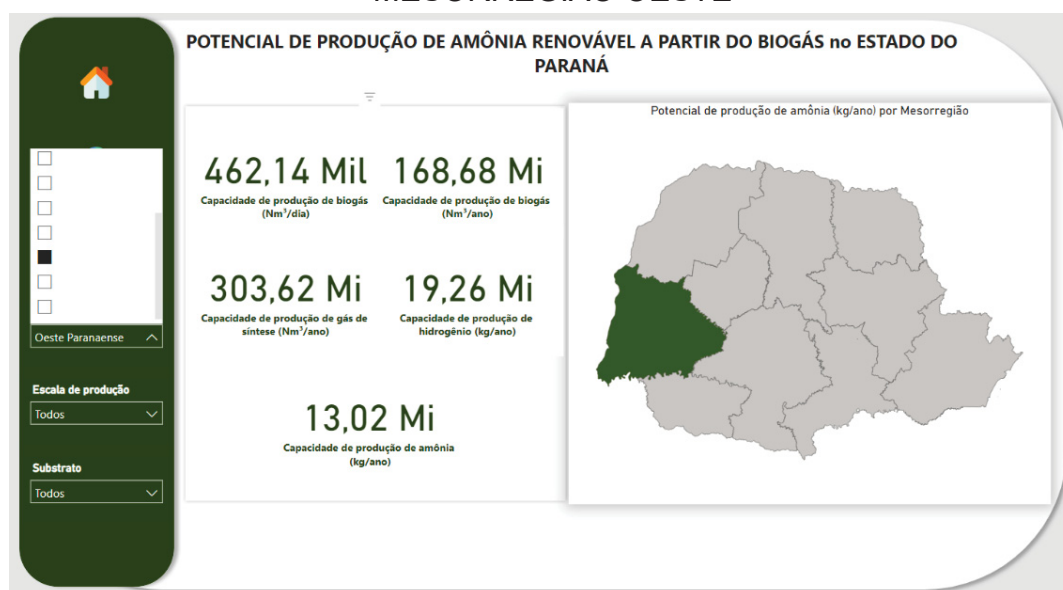 POTENCIAL DE PRODUÇÃO DE AMÔNIA RENOVÁVEL A PARTIR DO BIOGÁS no ESTADO DO
PARANÁ
Oeste Paranaense
Escala de produção
Todos
Substrato
Todos
462,14 Mil
Capacidade de produção de biogás
(Nm³/dia)
168,68 Mi
Capacidade de produção de biogás
(Nm³/ano)
303,62 Mi
Capacidade de produção de gás de
síntese (Nm³/ano)
19,26 Mi
Capacidade de produção de
hidrogênio (kg/ano)
13,02 Mi
Capacidade de produção de amônia
(kg/ano)
Potencial de produção de amônia (kg/ano) por Mesorregião